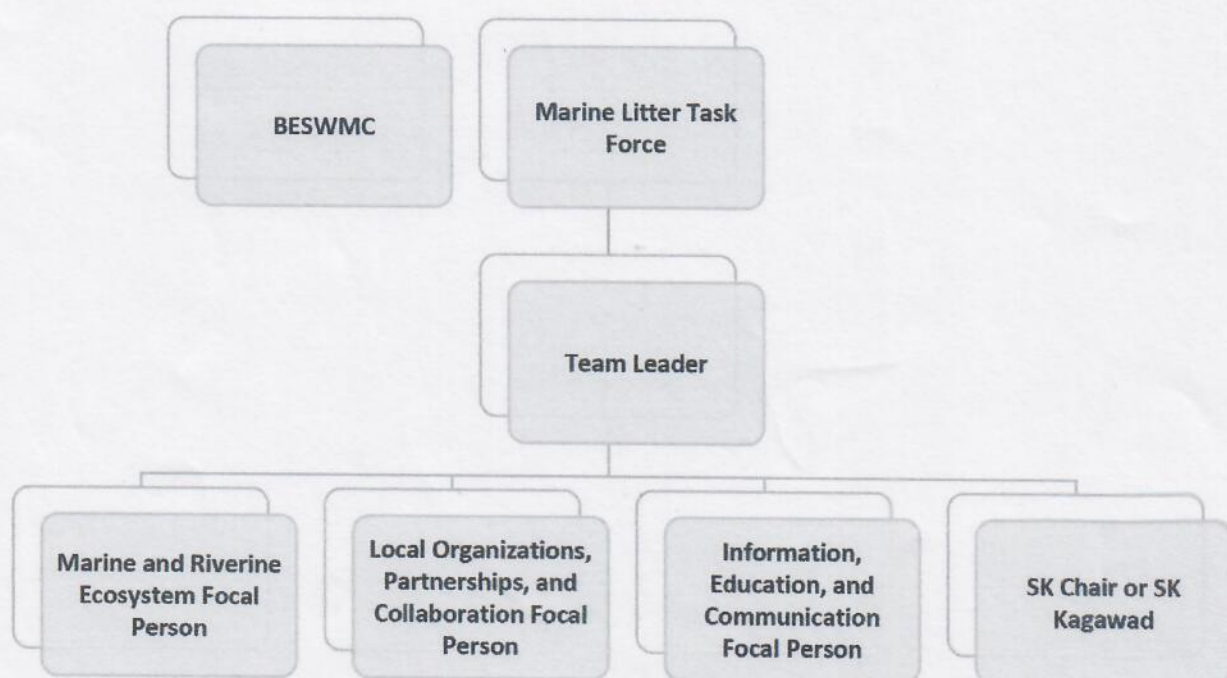 BESWMC
Marine Litter Task
Force
Team Leader
Marine and Riverine
Ecosystem Focal
Person
Local Organizations,
Partnerships, and
Collaboration Focal
Person
Information,
Education, and
Communication
Focal Person
SK Chair or SK
Kagawad